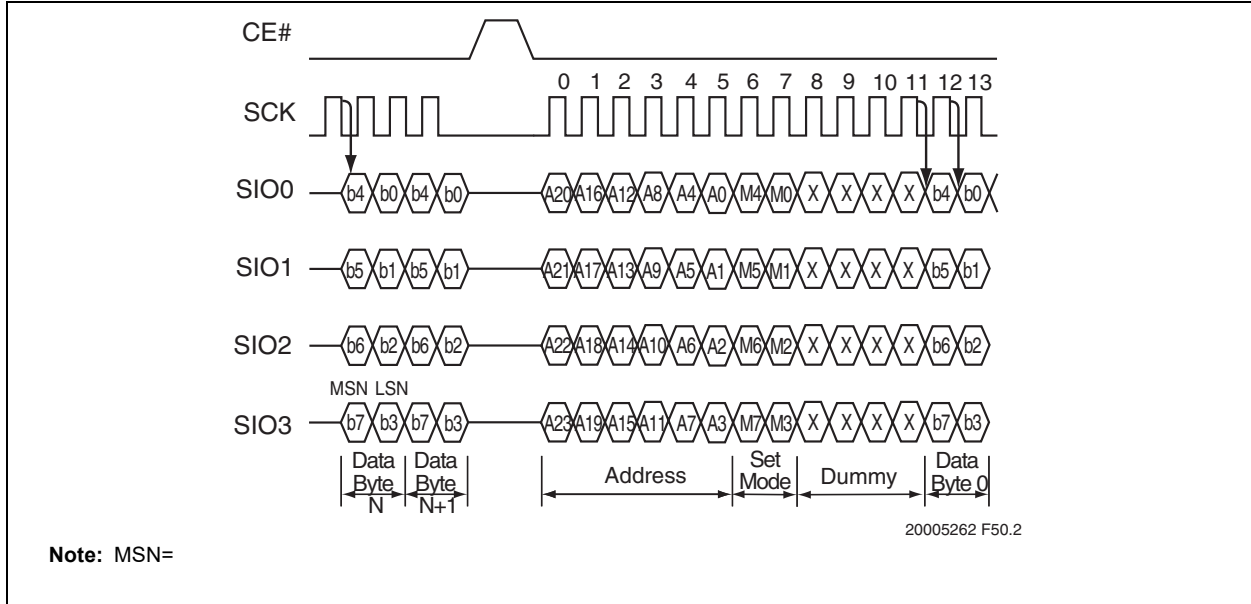 CE#
0 1 2 3 4 5 6 7 8 9 10 11 12 13
SCK
SIO0 b4 b0 b4 b0 A20 A16 A12 A8 A4 A0 M4 M0 X X X X b4 b0
SIO1 b5 b1 b5 b1 A21 A17 A13 A9 A5 A1 M5 M1 X X X X b5 b1
SIO2 b6 b2 b6 b2 A22 A18 A14 A10 A6 A2 M6 M2 X X X X b6 b2
MSN LSN
SIO3 b7 b3 b7 b3 A23 A19 A15 A11 A7 A3 M7 M3 X X X X b7 b3
Data Byte N
Data Byte N+1
Address
Set Mode
Dummy
Data Byte 0
20005262 F50.2
Note: MSN=